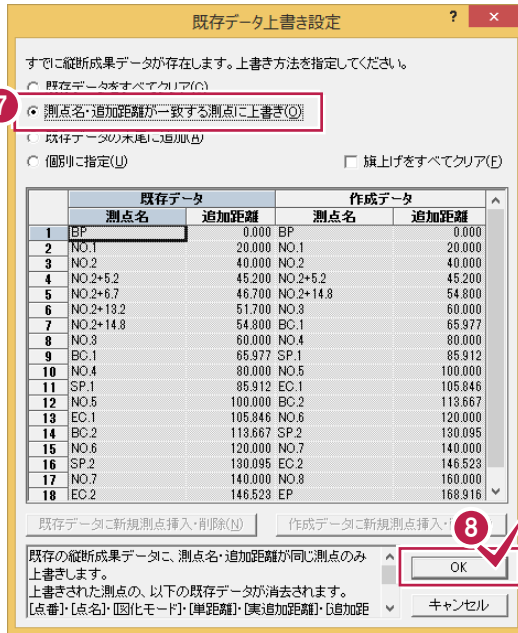 既存データ上書き設定 ? ×
すでに縦断成果データが存在します。上書き方法を指定してください。
既存データをすべてクリア(C)
7
測点名・追加距離が一致する測点に上書き(O)
既存データの末尾に追加(A)
個別に指定(U) 旗上げをすべてクリア(F)
既存データ 作成データ
測点名 追加距離 測点名 追加距離
1 BP 0.000 BP 0.000
2 NO.1 20.000 NO.1 20.000
3 NO.2 40.000 NO.2 40.000
4 NO.2+5.2 45.200 NO.2+5.2 45.200
5 NO.2+6.7 46.700 NO.2+14.8 54.800
6 NO.2+13.2 51.700 NO.3 60.000
7 NO.2+14.8 54.800 BC.1 65.977
8 NO.3 60.000 NO.4 80.000
9 BC.1 65.977 SP.1 85.912
10 NO.4 80.000 NO.5 100.000
11 SP.1 85.912 EC.1 105.846
12 NO.5 100.000 BC.2 113.667
13 EC.1 105.846 NO.6 120.000
14 BC.2 113.667 SP.2 130.095
15 NO.6 120.000 NO.7 140.000
16 SP.2 130.095 EC.2 146.523
17 NO.7 140.000 NO.8 160.000
18 EC.2 146.523 EP 168.916
既存データに新規測点挿入・削除(N) 作成データに新規測点挿入・
8
既存の縦断成果データに、測点名・追加距離が同じ測点のみ
上書きします。
上書きされた測点の、以下の既存データが消去されます。
[点番]・[点名]・[図化モード]・[単距離]・[実追加距離]・[追加距
OK
キャンセル